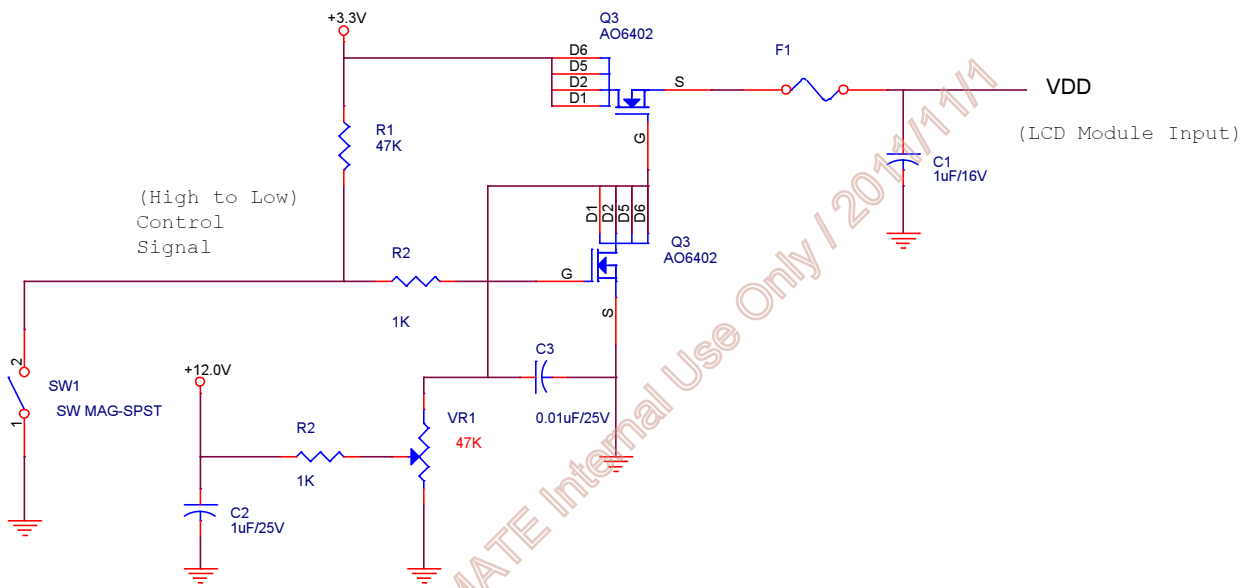 +3.3V
Q3
AO6402
D6
D5
D2
D1
S
G
F1
VDD
(LCD Module Input)
R1
47K
C1
1uF/16V
(High to Low)
Control
Signal
D1
D2
D5
D6
Q3
AO6402
R2
1K
G
S
C3
0.01uF/25V
2
1
SW1
SW MAG-SPST
+12.0V
R2
1K
VR1
47K
C2
1uF/25V
MATE Internal Use Only / 2011/11/1